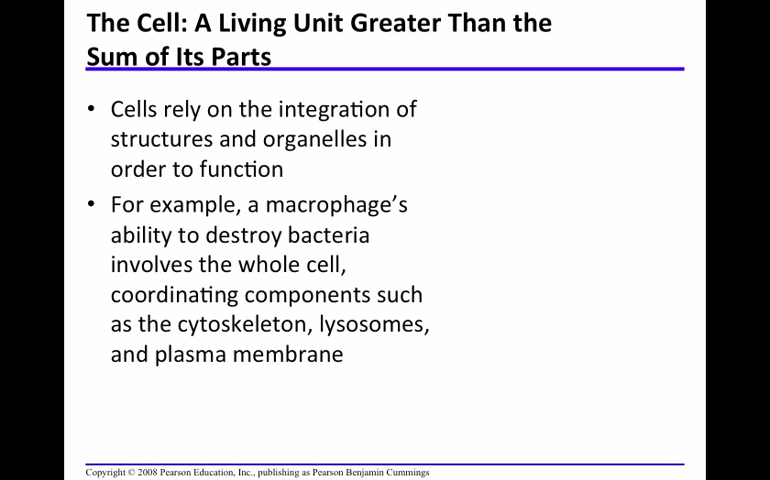 The Cell: A Living Unit Greater Than the
Sum of Its Parts
• Cells rely on the integration of
structures and organelles in
order to function
• For example, a macrophage’s
ability to destroy bacteria
involves the whole cell,
coordinating components such
as the cytoskeleton, lysosomes,
and plasma membrane
Copyright © 2008 Pearson Education, Inc., publishing as Pearson Benjamin Cummings